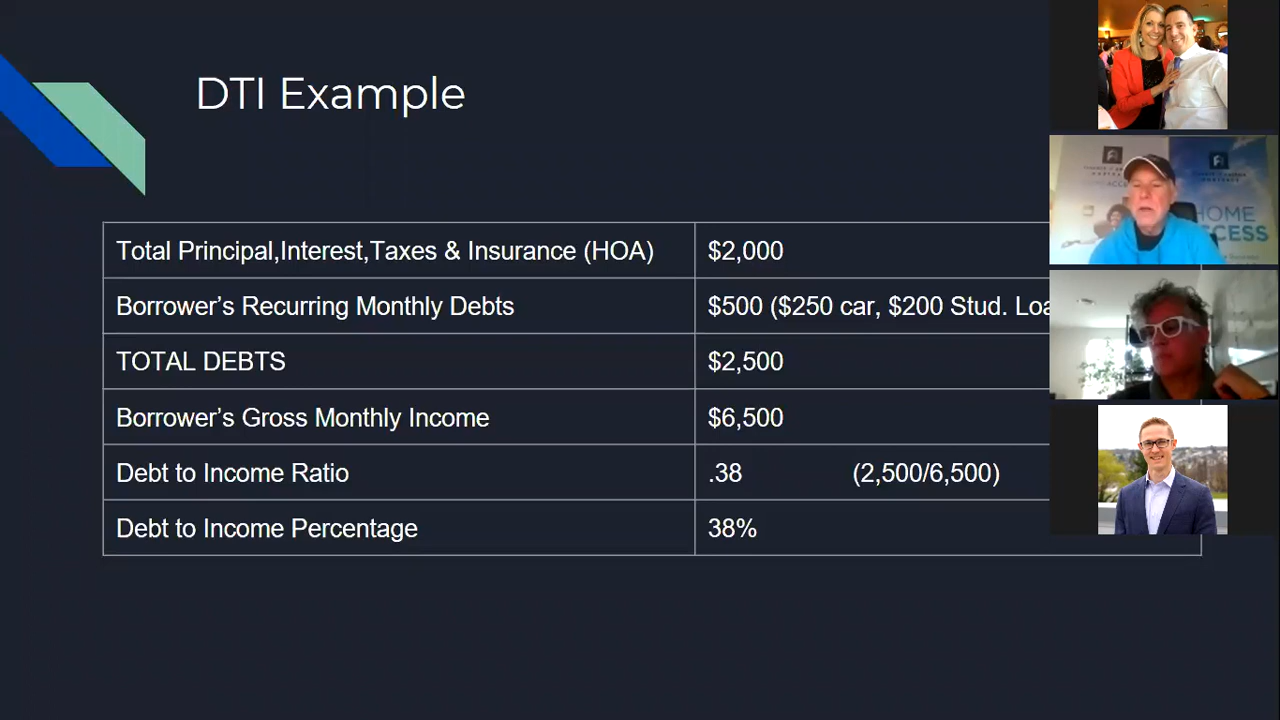 DTI Example
Total Principal,Interest,Taxes & Insurance (HOA) $2,000
Borrower’s Recurring Monthly Debts $500 ($250 car, $200 Stud.
TOTAL DEBTS $2,500
Borrower’s Gross Monthly Income $6,500
Debt to Income Ratio .38 (2,500/6,500)
Debt to Income Percentage 38%
HOME